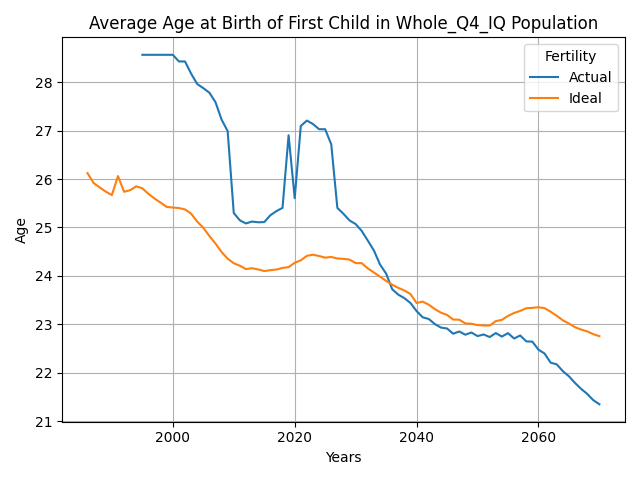 Average Age at Birth of First Child in Whole_Q4_IQ Population
Fertility
Actual
Ideal
28
27
26
25
24
23
22
21
Age
2000
2020
2040
2060
Years